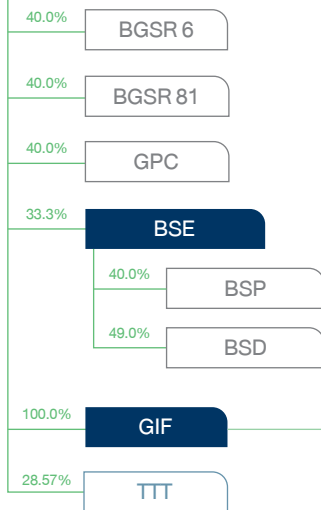 40.0%
BGSR 6
40.0%
BGSR 81
40.0%
GPC
33.3%
BSE
40.0%
BSP
49.0%
BSD
100.0%
GIF
28.57%
TTT